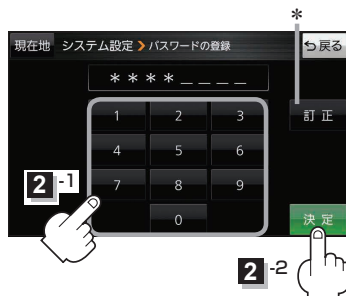 *
現在地 システム設定 ❯ パスワードの登録 戻る
* * * * _ _ _ _
1 2 3 訂 正
4 5 6
2 -1
7 8 9
0 決 定
2 -2